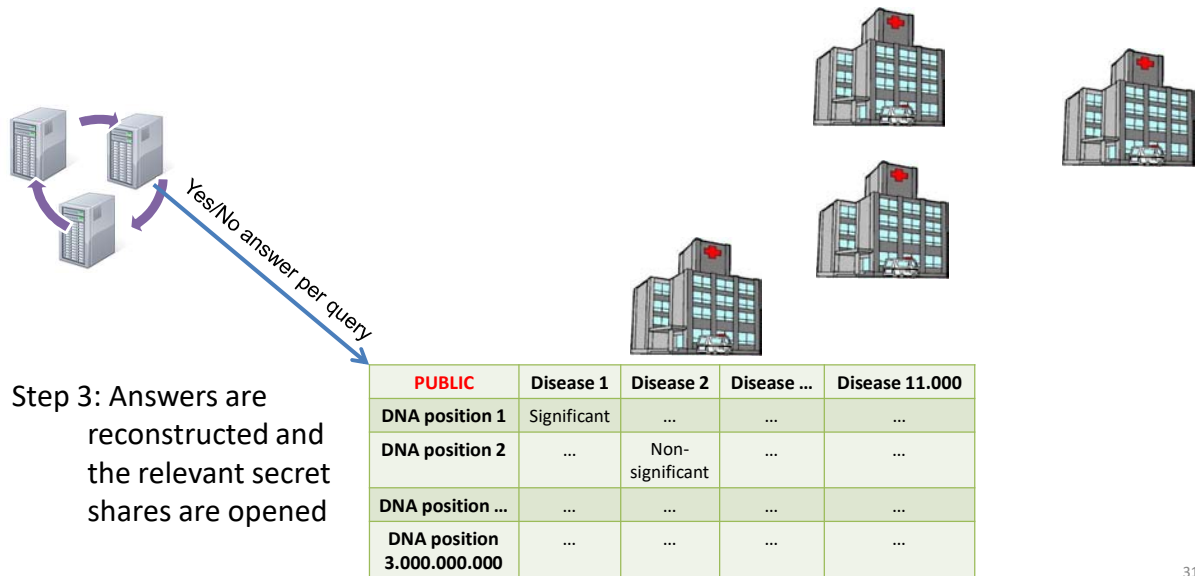 Yes/No answer per query
Step 3: Answers are
reconstructed and
the relevant secret
shares are opened
PUBLIC Disease 1 Disease 2 Disease ... Disease 11.000
DNA position 1 Significant ... ... ...
DNA position 2 ... Non- ... ...
significant
DNA position ... ... ... ... ...
DNA position ... ... ... ...
3.000.000.000
31